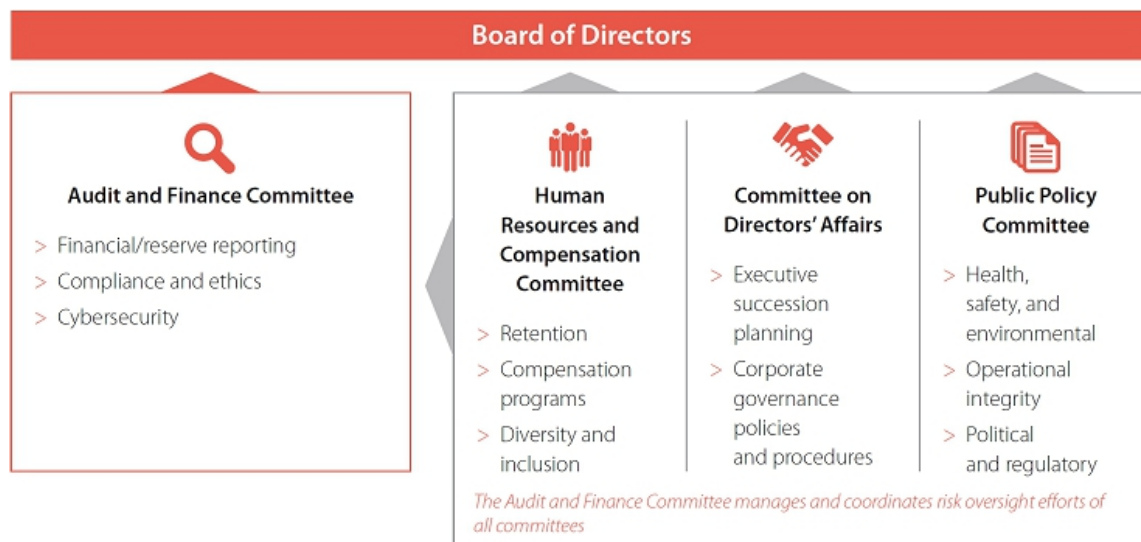 Board of Directors
Audit and Finance Committee
> Financial/reserve reporting
> Compliance and ethics
> Cybersecurity
Human
Resources and
Compensation
Committee
> Retention
> Compensation
programs
> Diversity and
inclusion
Committee on
Directors’ Affairs
> Executive
succession
planning
> Corporate
governance
policies
and procedures
Public Policy
Committee
> Health,
safety, and
environmental
> Operational
integrity
> Political
and regulatory
The Audit and Finance Committee manages and coordinates risk oversight efforts of
all committees